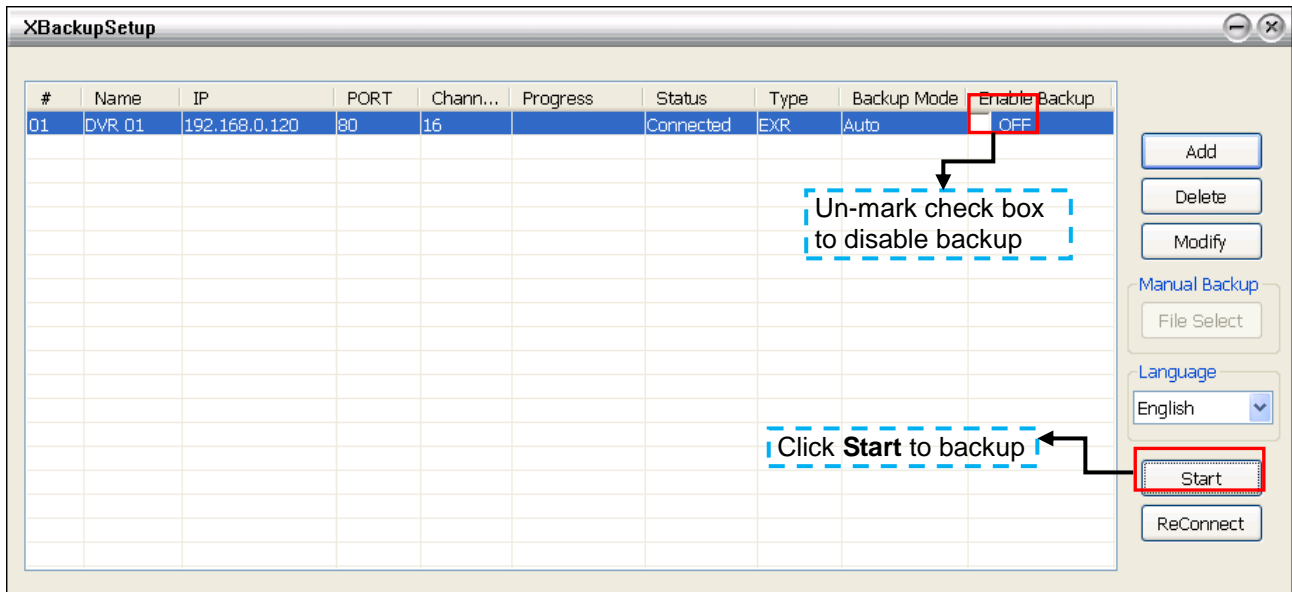 XBackupSetup
# Name IP PORT Chann... Progress Status Type Backup Mode Enable Backup
01 DVR 01 192.168.0.120 80 16 Connected EXR Auto OFF
Add
Un-mark check box
to disable backup
Delete
Modify
Manual Backup
File Select
Language
English
Click Start to backup
Start
ReConnect